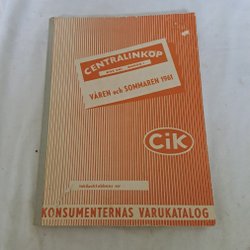 CENTRALINKÖP
VÅREN och SOMMAREN 1961
CiK
KONSUMENTERNAS VARUKATALOG